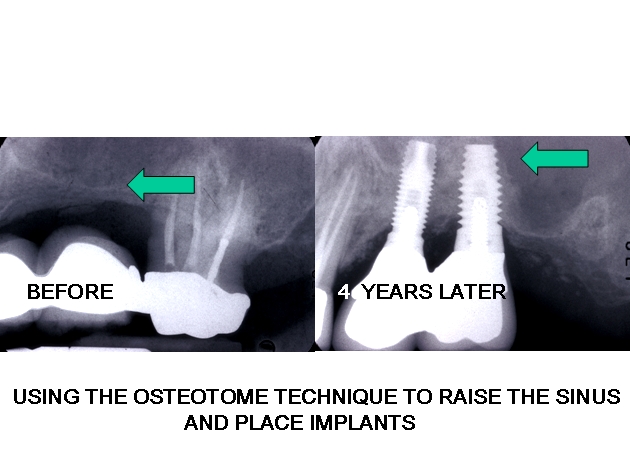 BEFORE
4 YEARS LATER
USING THE OSTEOTOME TECHNIQUE TO RAISE THE SINUS
AND PLACE IMPLANTS